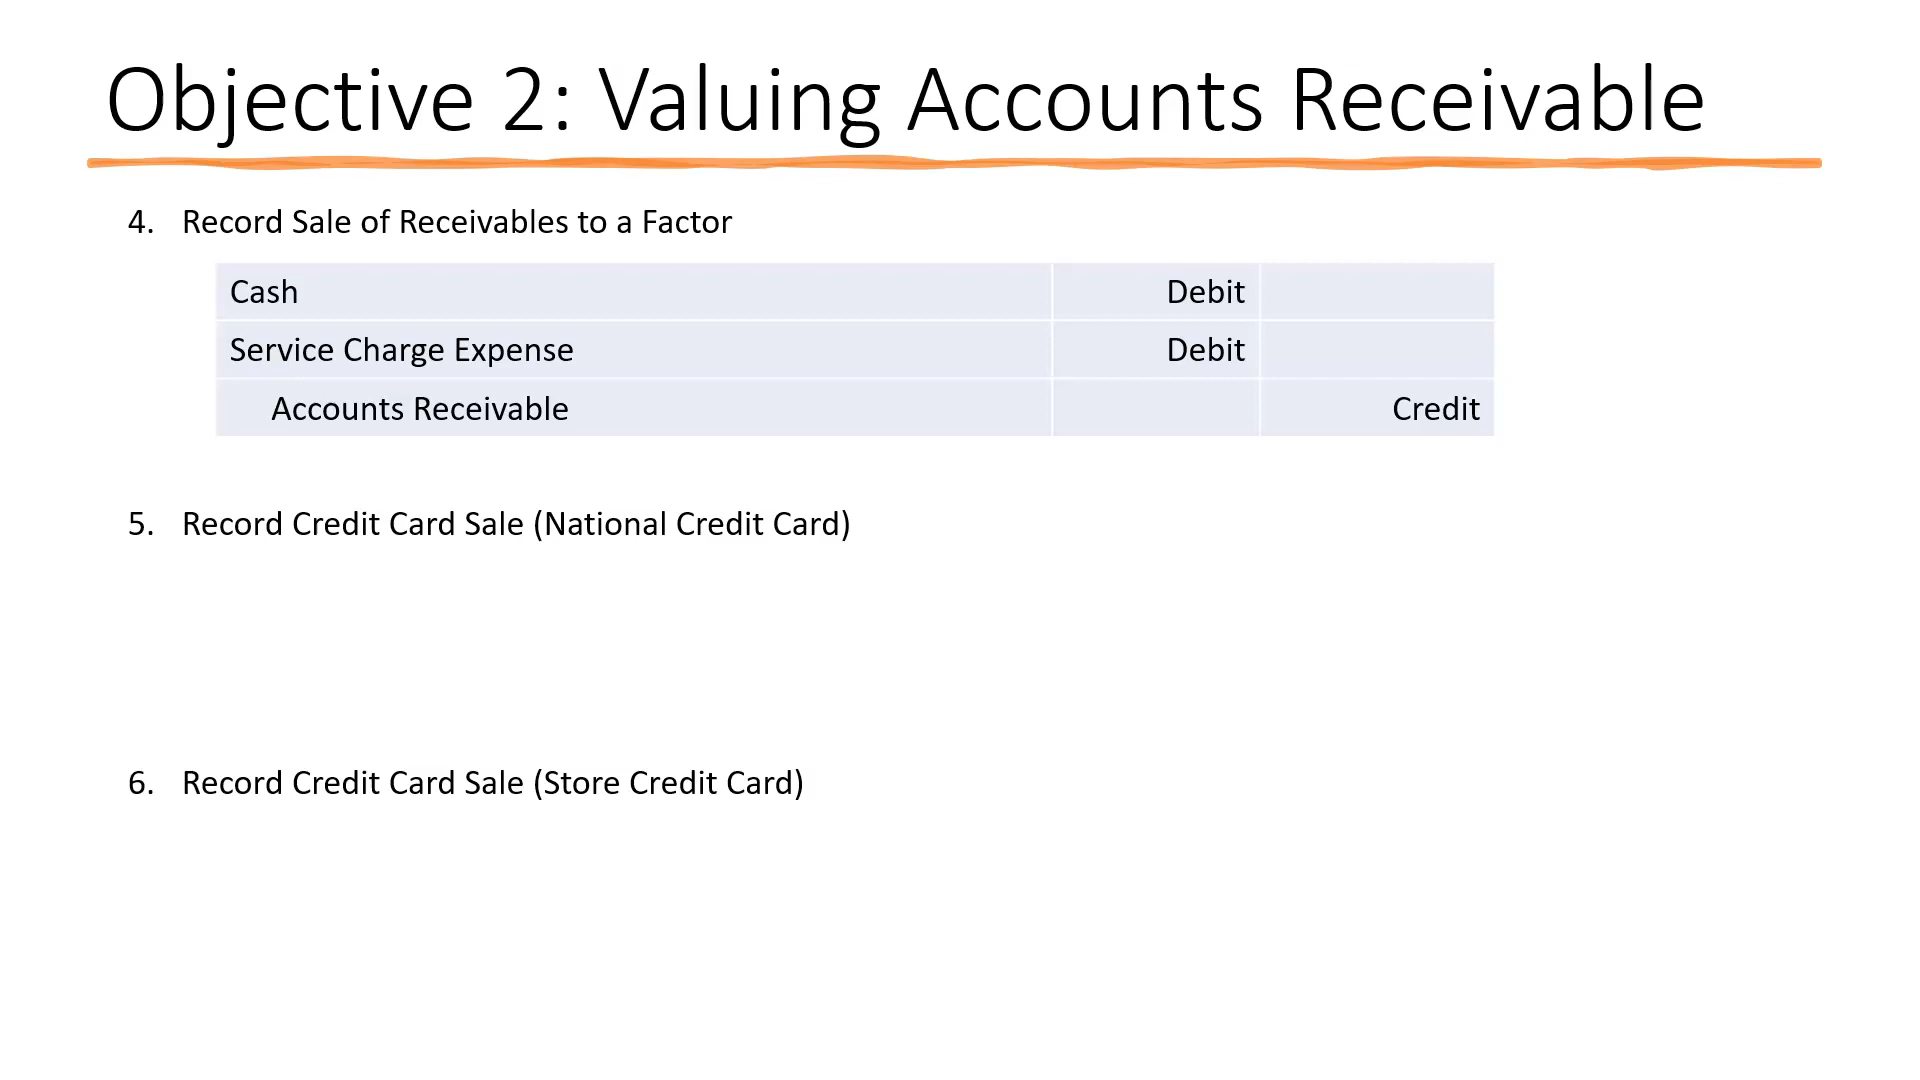 Objective 2: Valuing Accounts Receivable
4. Record Sale of Receivables to a Factor
Cash Debit
Service Charge Expense Debit
Accounts Receivable Credit
5. Record Credit Card Sale (National Credit Card)
6. Record Credit Card Sale (Store Credit Card)